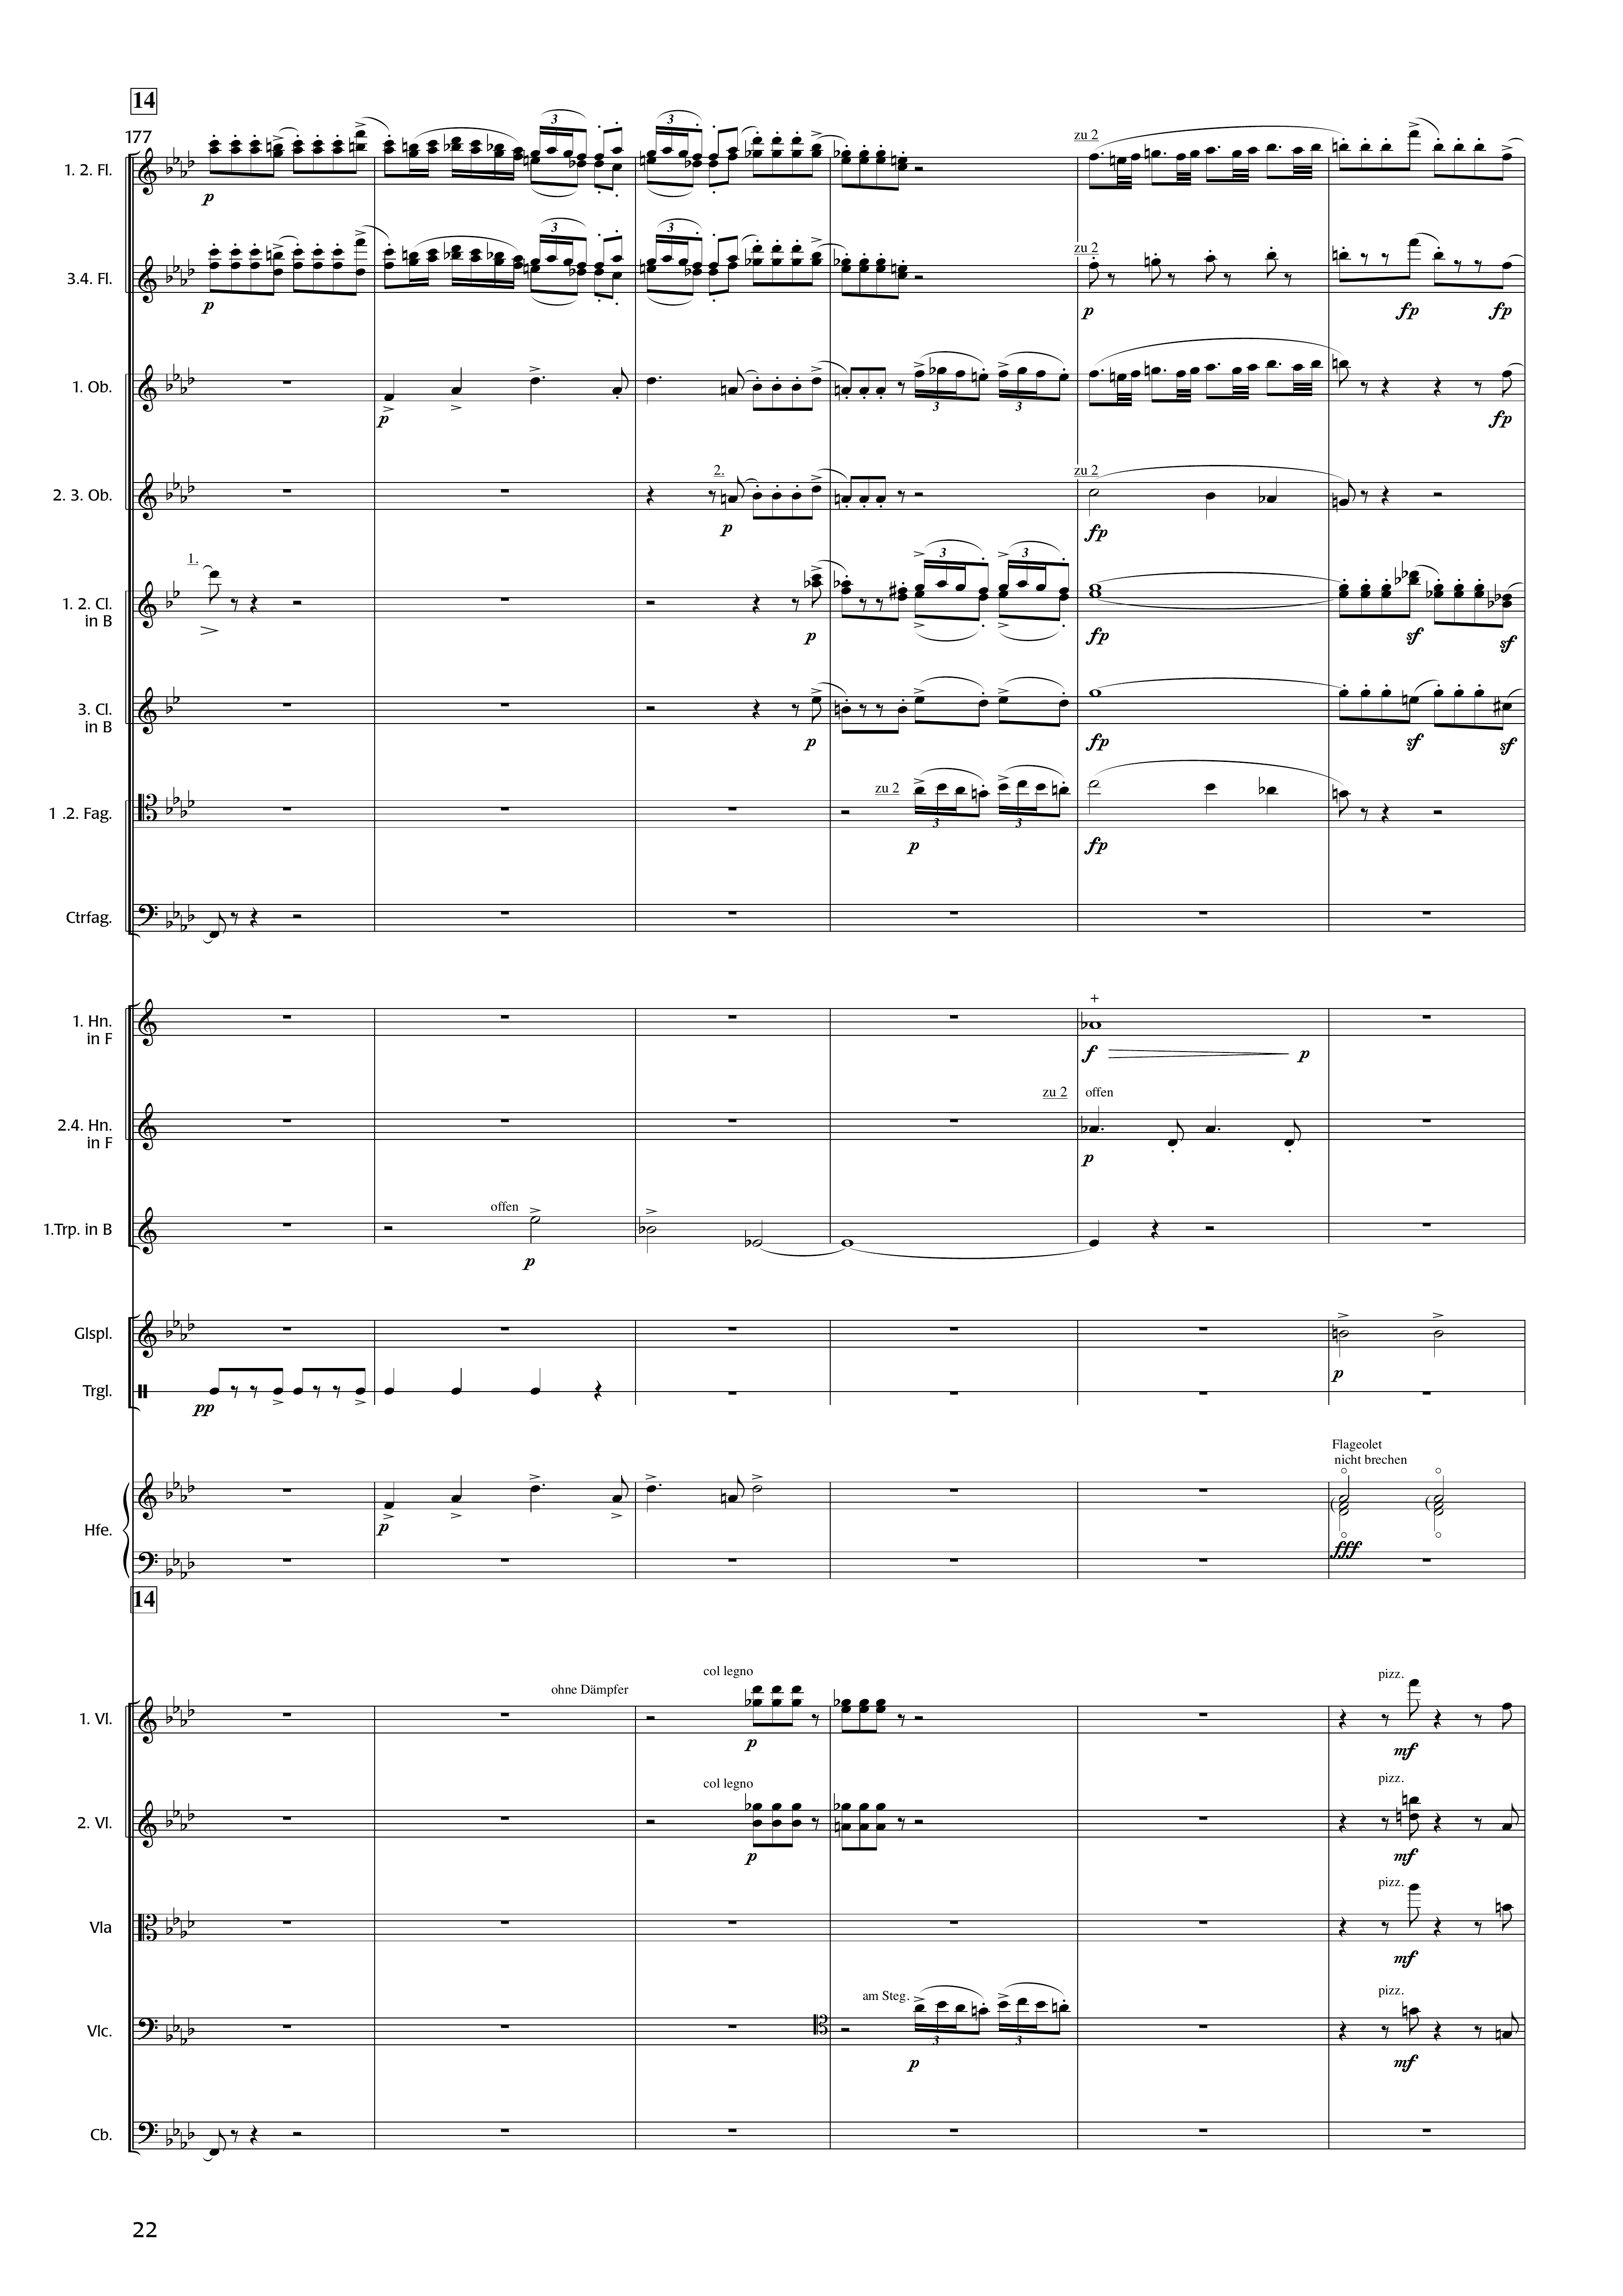 14
177
1. 2. Fl.
p
3.4. Fl.
p
3
3
zu 2
zu 2
p
fp
fp
1. Ob.
p
3
3
fp
2. 3. Ob.
2.
p
zu 2
fp
1. 2. Cl.
in B
1.
p
3
3
fp
sf
sf
3. Cl.
in B
p
fp
sf
sf
1 .2. Fag.
zu 2
p
3
3
fp
Ctrfag.
1. Hn.
in F
+
f
p
2.4. Hn.
in F
zu 2
offen
p
1.Trp. in B
offen
p
Glspl.
p
Trgl.
pp
Hfe.
p
Flageolet
nicht brechen
fff
14
1. Vl.
ohne Dämpfer
col legno
p
pizz.
mf
2. Vl.
col legno
p
pizz.
mf
Vla
pizz.
mf
Vlc.
am Steg.
p
3
3
pizz.
mf
Cb.
22